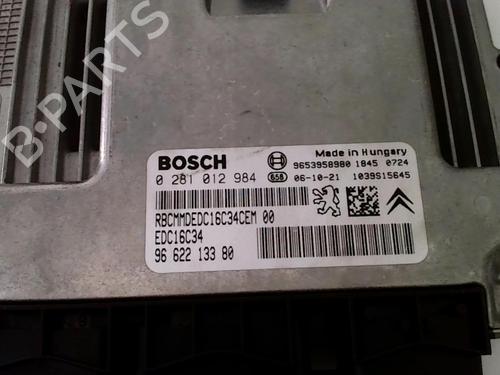 B-PARTS
BOSCH
Made in Hungary
9653958980 1845 0724
0 281 012 984 658 06-10-21 1039S15645
RBCMMDEDC16C34CEM 00
EDC16C34
96 622 133 80